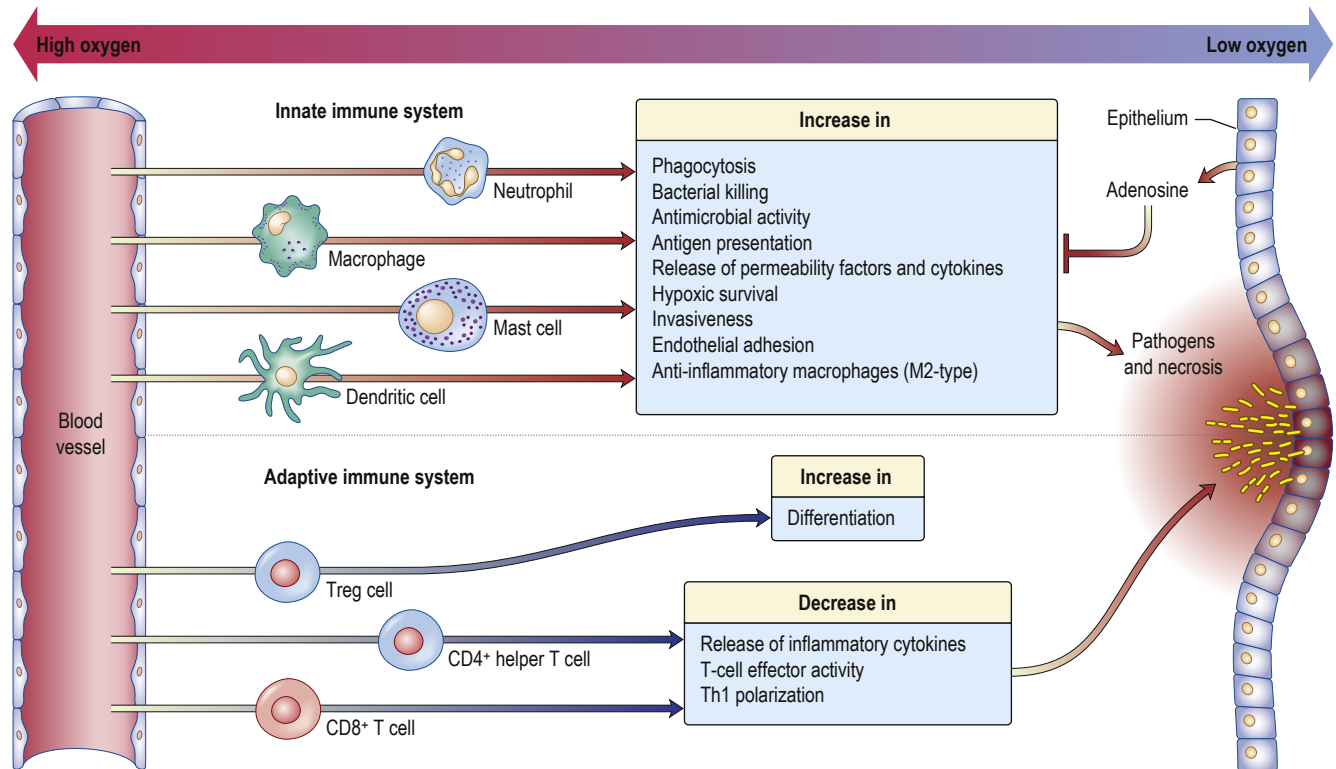 High oxygen
Low oxygen
Innate immune system
Neutrophil
Macrophage
Mast cell
Dendritic cell
Blood
vessel
Increase in
Phagocytosis
Bacterial killing
Antimicrobial activity
Antigen presentation
Release of permeability factors and cytokines
Hypoxic survival
Invasiveness
Endothelial adhesion
Anti-inflammatory macrophages (M2-type)
Epithelium
Adenosine
Pathogens
and necrosis
Adaptive immune system
Treg cell
CD4⁺ helper T cell
CD8⁺ T cell
Increase in
Differentiation
Decrease in
Release of inflammatory cytokines
T-cell effector activity
Th1 polarization